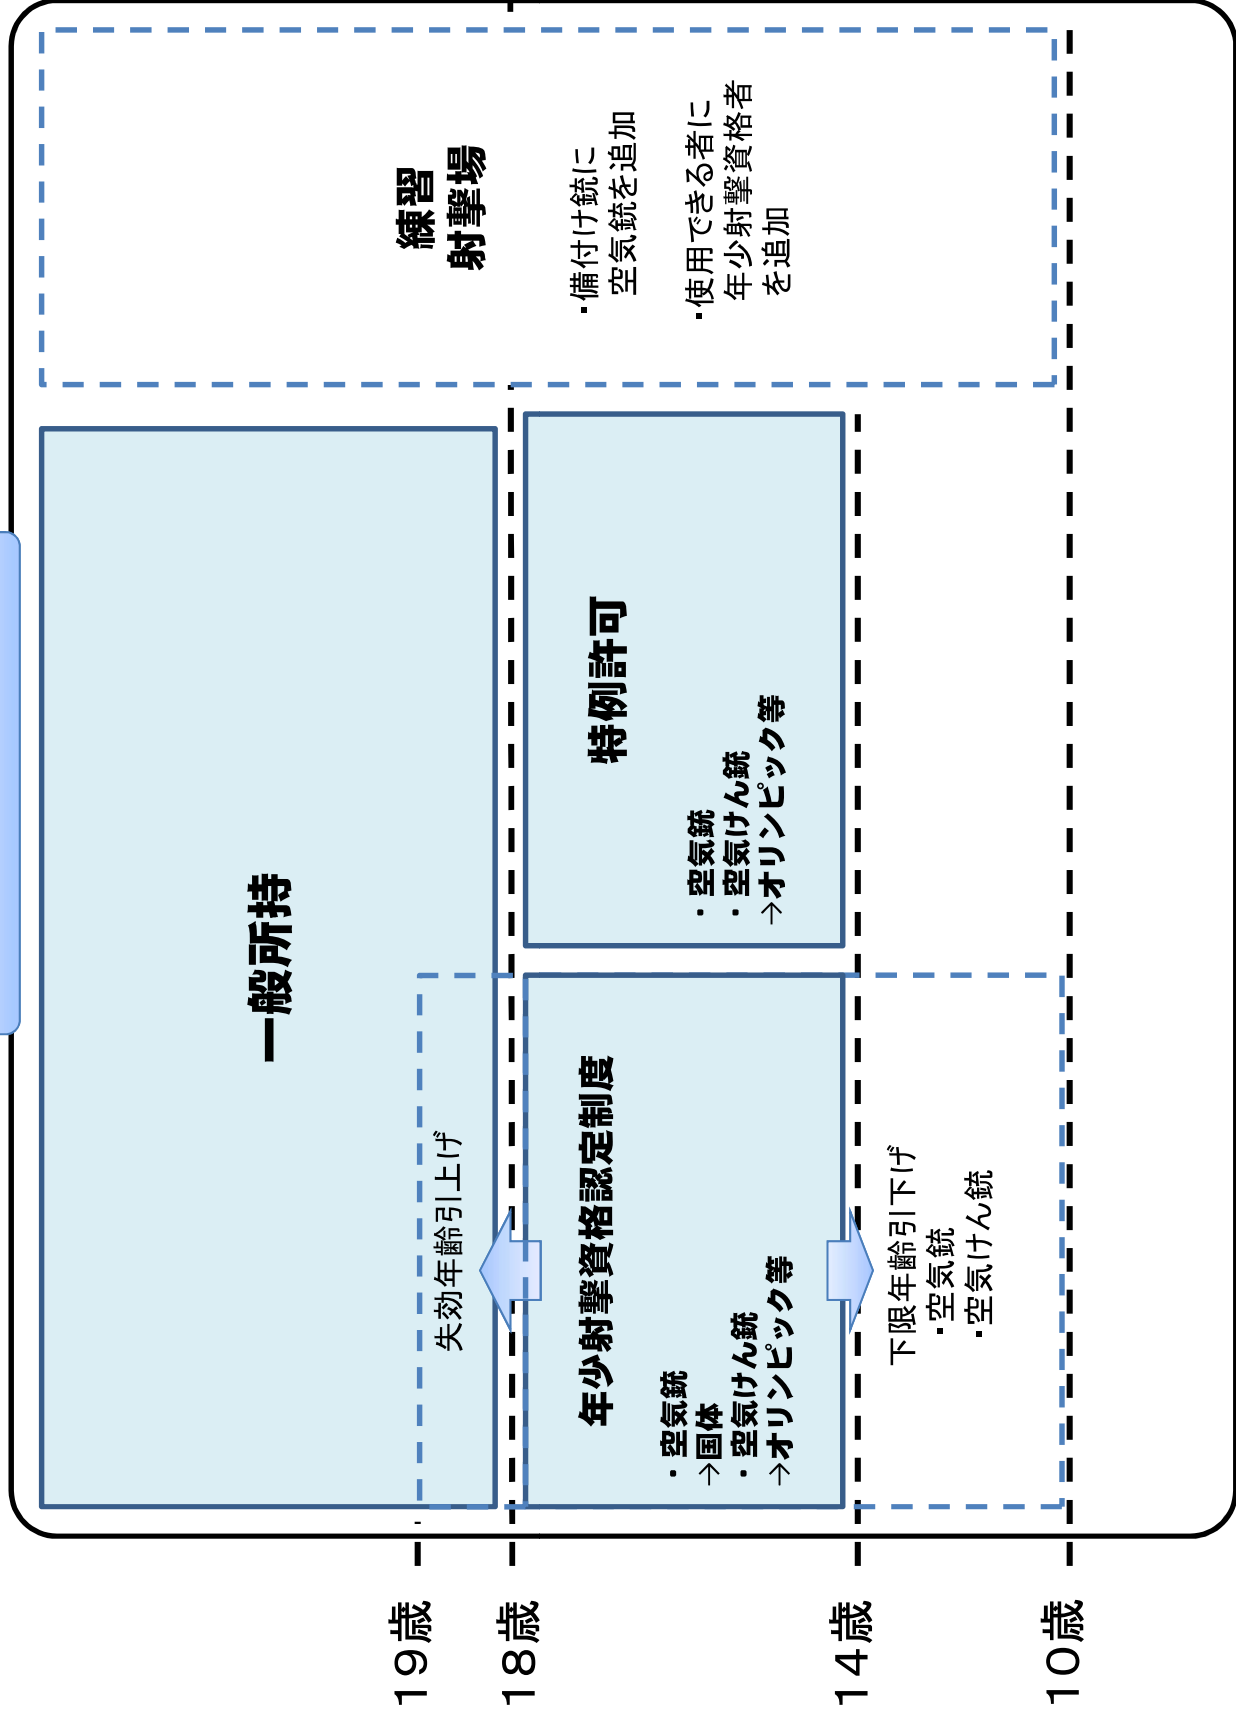 一般所持
失効年齢引上げ
年少射撃資格認定制度
・空気銃
→国体
・空気けん銃
→オリンピック等
下限年齢引下げ
・空気銃
・空気けん銃
特例許可
・空気銃
・空気けん銃
→オリンピック等
練習
射撃場
・備付け銃に
空気銃を追加
・使用できる者に
年少射撃資格者
を追加
19歳
18歳
14歳
10歳